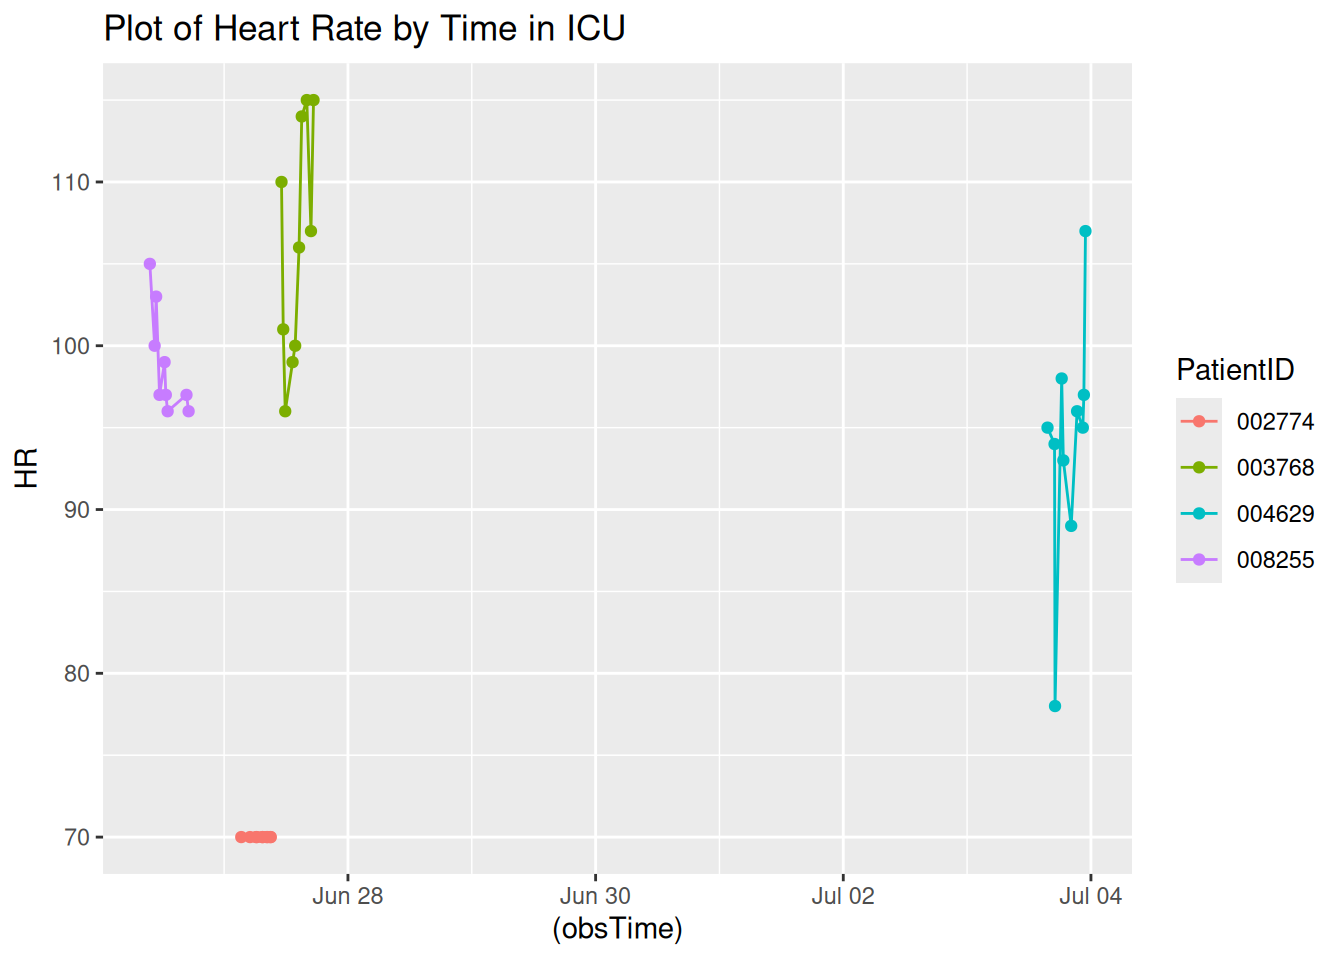 Plot of Heart Rate by Time in ICU
110
100
90
80
70
HR
Jun 28
Jun 30
Jul 02
Jul 04
(obsTime)
PatientID
002774
003768
004629
008255